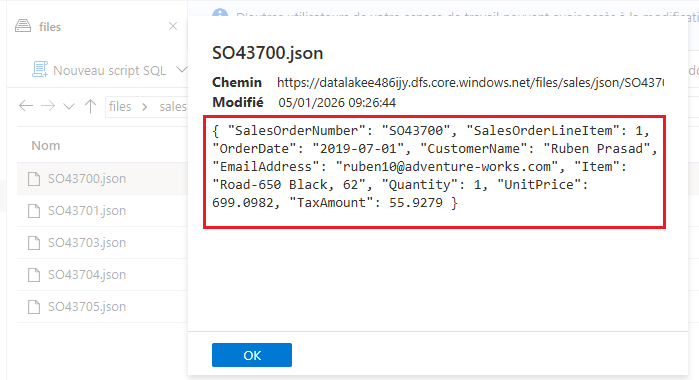 files
D'autres utilisateurs de votre espace de travail peuvent avoir accès à la modificati
Nouveau script SQL
files
sales
Nom
SO43700.json
SO43701.json
SO43703.json
SO43704.json
SO43705.json
SO43700.json
Chemin https://datalakee486ijy.dfs.core.windows.net/files/sales/json/SO4370
Modifié 05/01/2026 09:26:44
{ "SalesOrderNumber": "SO43700", "SalesOrderLineItem": 1,
"OrderDate": "2019-07-01", "CustomerName": "Ruben Prasad",
"EmailAddress": "ruben10@adventure-works.com", "Item":
"Road-650 Black, 62", "Quantity": 1, "UnitPrice":
699.0982, "TaxAmount": 55.9279 }
OK